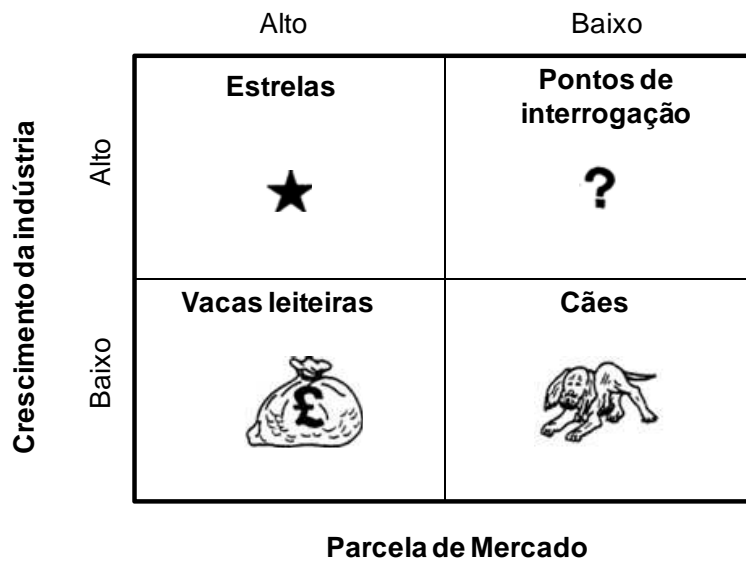 Alto
Baixo
Estrelas
Pontos de
interrogação
Crescimento da indústria
Alto
★
?
Vacas leiteiras
Cães
Baixo
£
Parcela de Mercado